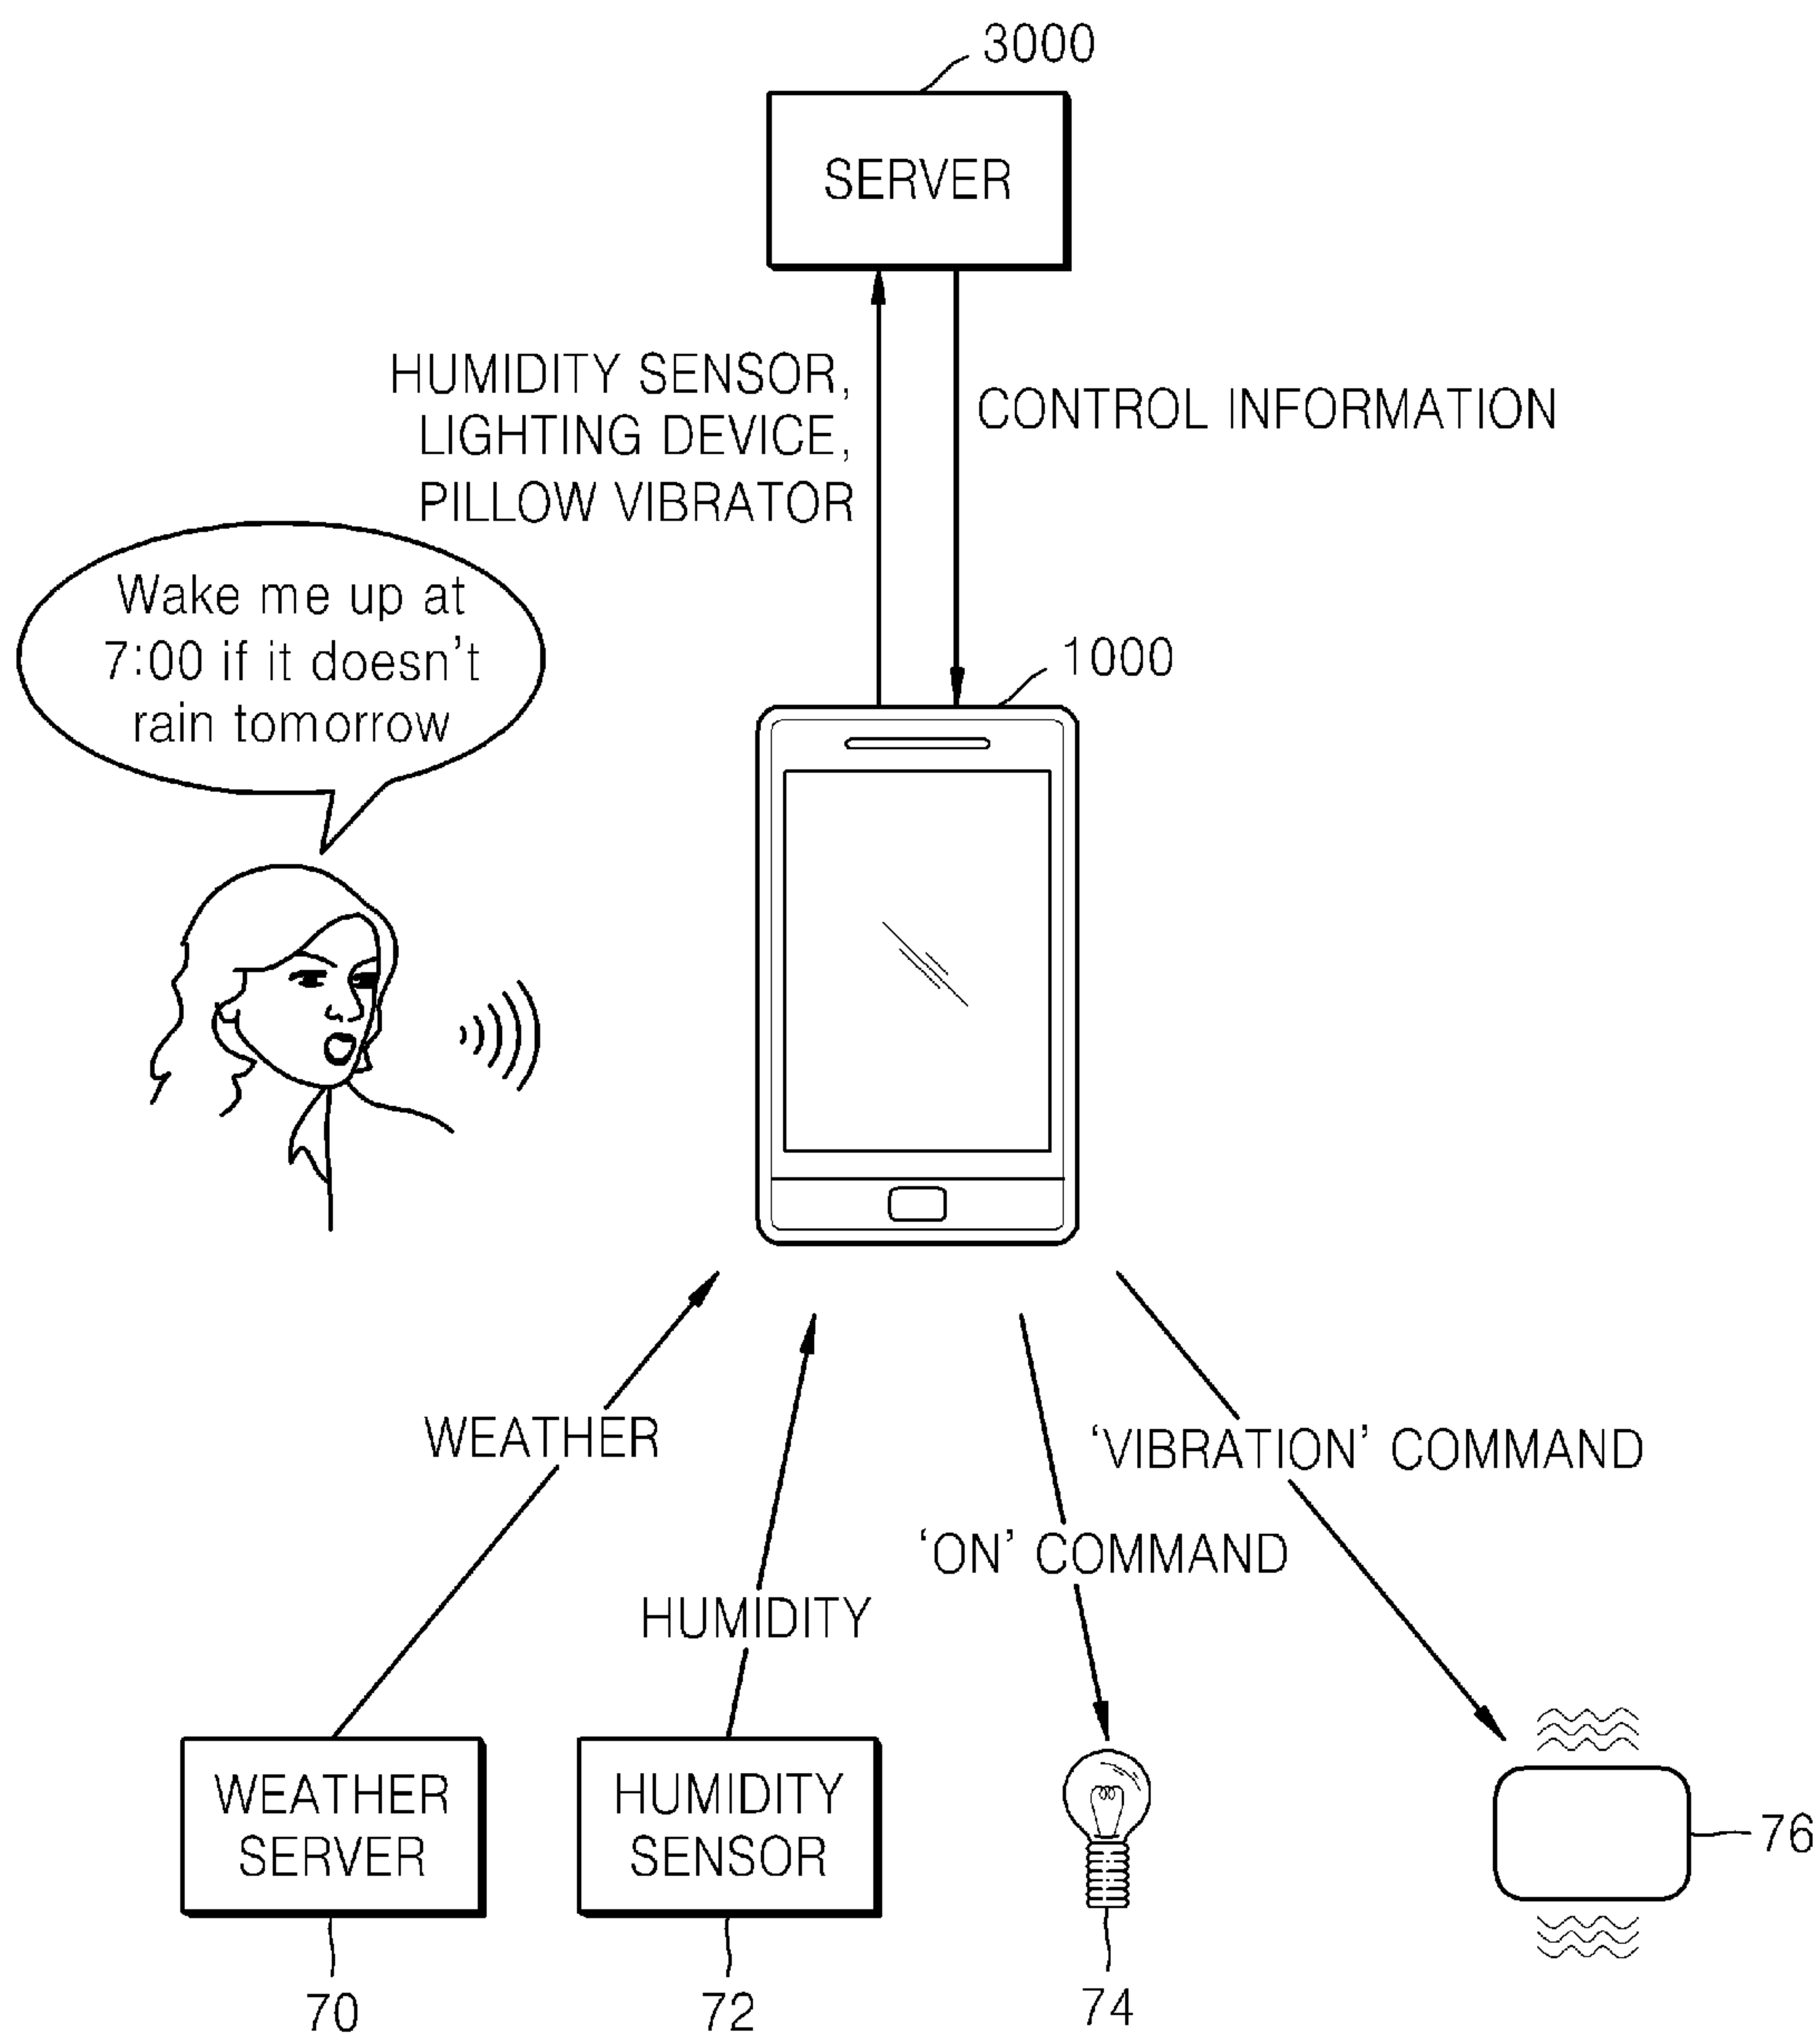 3000
SERVER
HUMIDITY SENSOR,
LIGHTING DEVICE,
PILLOW VIBRATOR
CONTROL INFORMATION
Wake me up at
7:00 if it doesn't
rain tomorrow
1000
WEATHER
'VIBRATION' COMMAND
'ON' COMMAND
HUMIDITY
WEATHER
SERVER
HUMIDITY
SENSOR
76
70
72
74